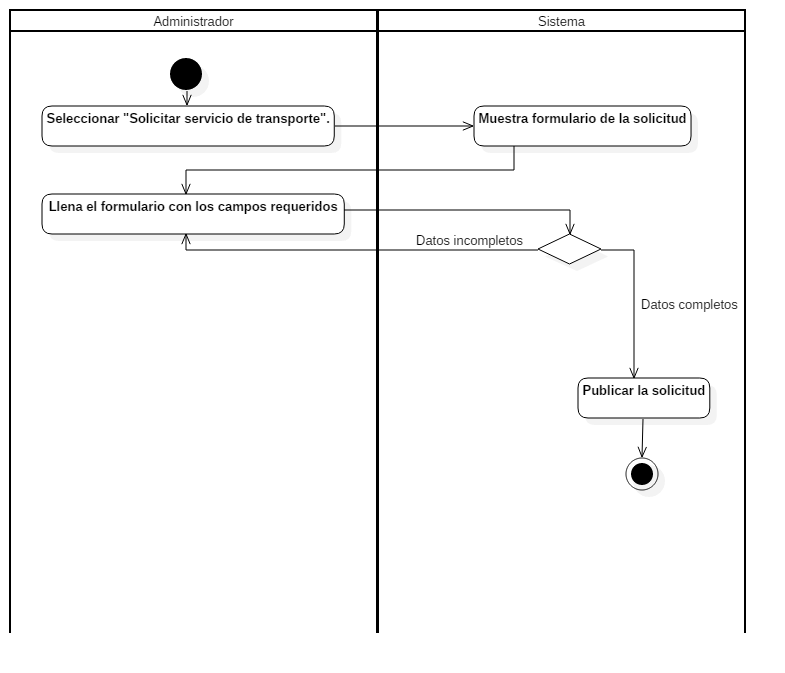 Administrador
Sistema
Seleccionar "Solicitar servicio de transporte".
Muestra formulario de la solicitud
Llena el formulario con los campos requeridos
Datos incompletos
Datos completos
Publicar la solicitud